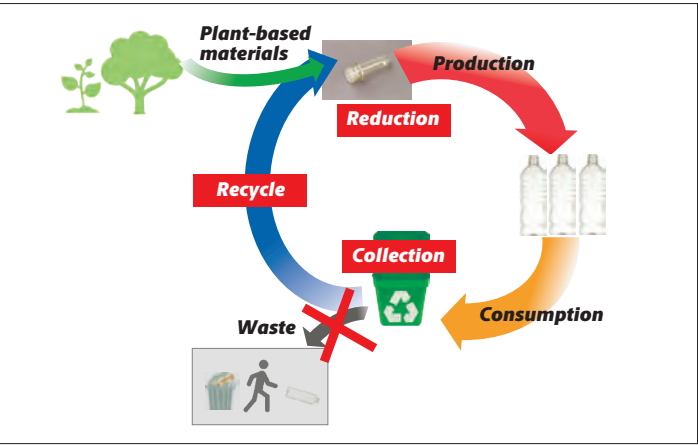 Plant-based
materials
Production
Reduction
Recycle
Collection
Consumption
Waste